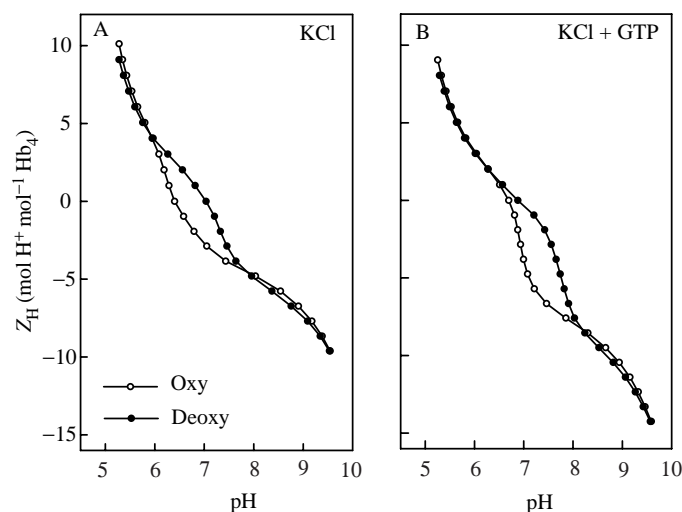 A KCl
B KCl + GTP
10
5
0
−5
−10
−15
Z_H (mol H⁺ mol⁻¹ Hb₄)
Oxy
Deoxy
5 6 7 8 9 10
5 6 7 8 9 10
pH
pH